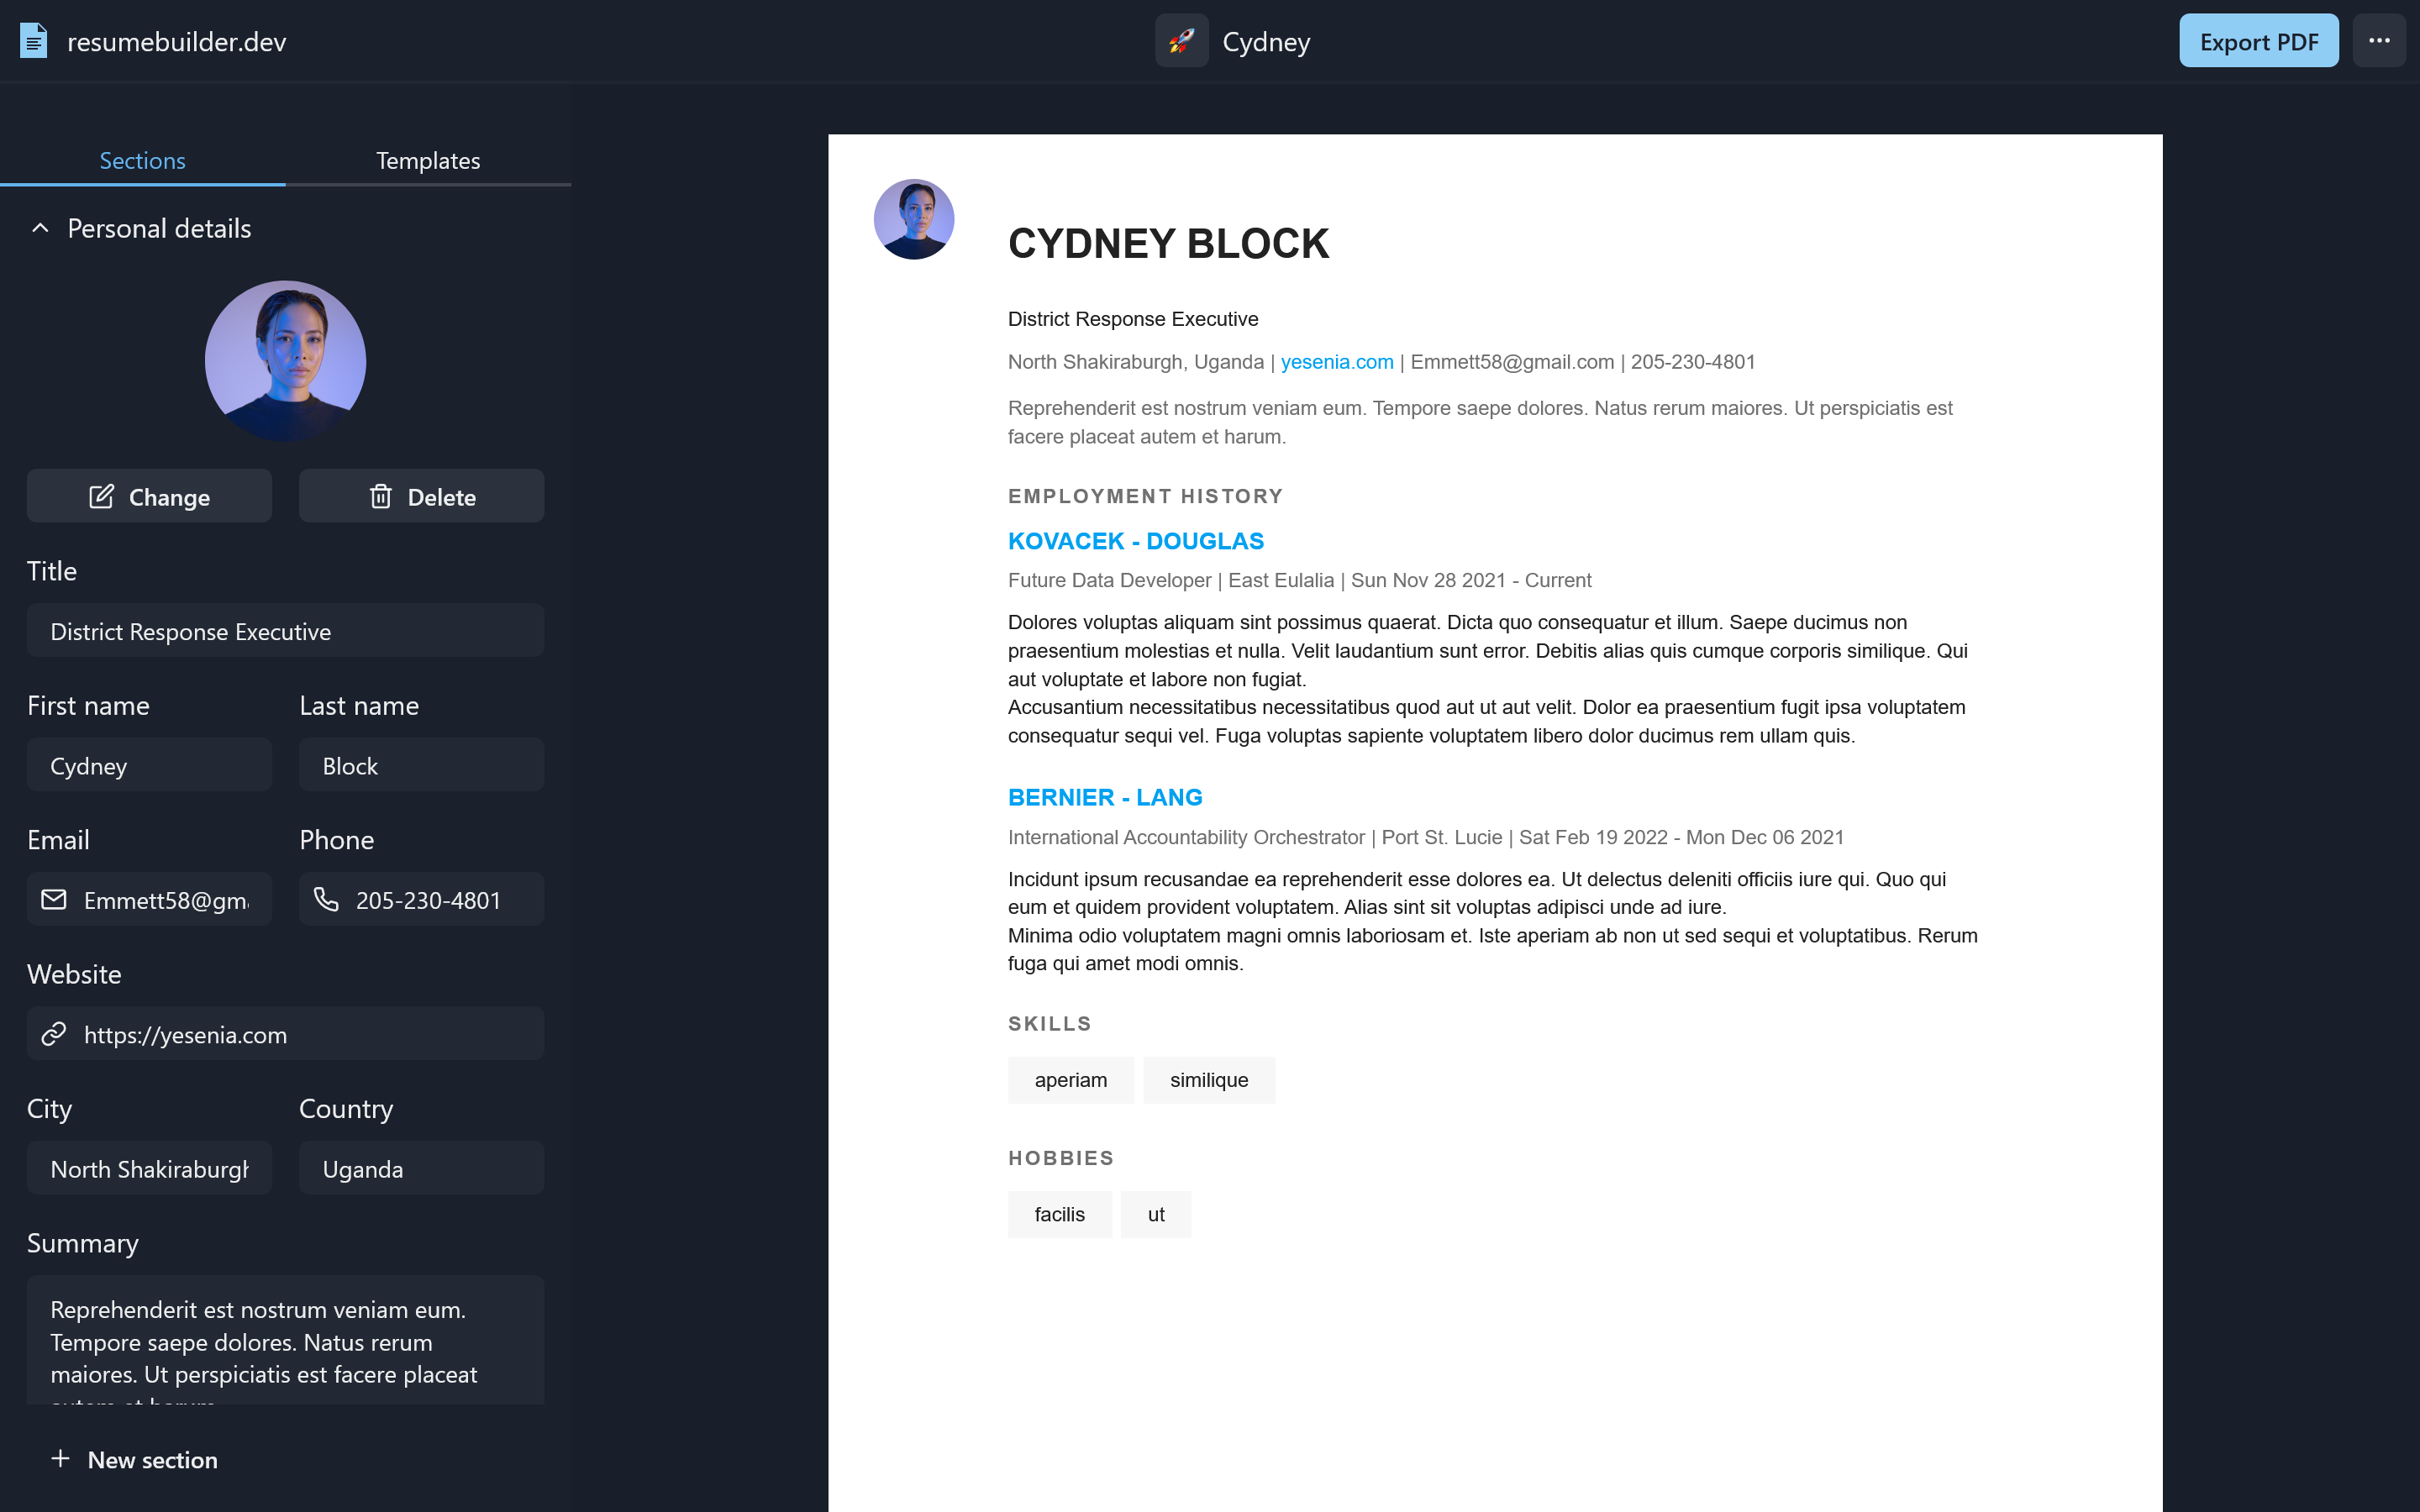 resumebuilder.dev
Cydney
Export PDF
Sections
Templates
Personal details
Change
Delete
Title
District Response Executive
First name
Last name
Cydney
Block
Email
Phone
Emmett58@gm
205-230-4801
Website
https://yesenia.com
City
Country
North Shakiraburgh
Uganda
Summary
Reprehenderit est nostrum veniam eum.
Tempore saepe dolores. Natus rerum
maiores. Ut perspiciatis est facere placeat
autem et harum.
New section
CYDNEY BLOCK
District Response Executive
North Shakiraburgh, Uganda | yesenia.com | Emmett58@gmail.com | 205-230-4801
Reprehenderit est nostrum veniam eum. Tempore saepe dolores. Natus rerum maiores. Ut perspiciatis est
facere placeat autem et harum.
EMPLOYMENT HISTORY
KOVACEK - DOUGLAS
Future Data Developer | East Eulalia | Sun Nov 28 2021 - Current
Dolores voluptas aliquam sint possimus quaerat. Dicta quo consequatur et illum. Saepe ducimus non
praesentium molestias et nulla. Velit laudantium sunt error. Debitis alias quis cumque corporis similique. Qui
aut voluptate et labore non fugiat.
Accusantium necessitatibus necessitatibus quod aut ut aut velit. Dolor ea praesentium fugit ipsa voluptatem
consequatur sequi vel. Fuga voluptas sapiente voluptatem libero dolor ducimus rem ullam quis.
BERNIER - LANG
International Accountability Orchestrator | Port St. Lucie | Sat Feb 19 2022 - Mon Dec 06 2021
Incidunt ipsum recusandae ea reprehenderit esse dolores ea. Ut delectus deleniti officiis iure qui. Quo qui
eum et quidem provident voluptatem. Alias sint sit voluptas adipisci unde ad iure.
Minima odio voluptatem magni omnis laboriosam et. Iste aperiam ab non ut sed sequi et voluptatibus. Rerum
fuga qui amet modi omnis.
SKILLS
aperiam
similique
HOBBIES
facilis
ut